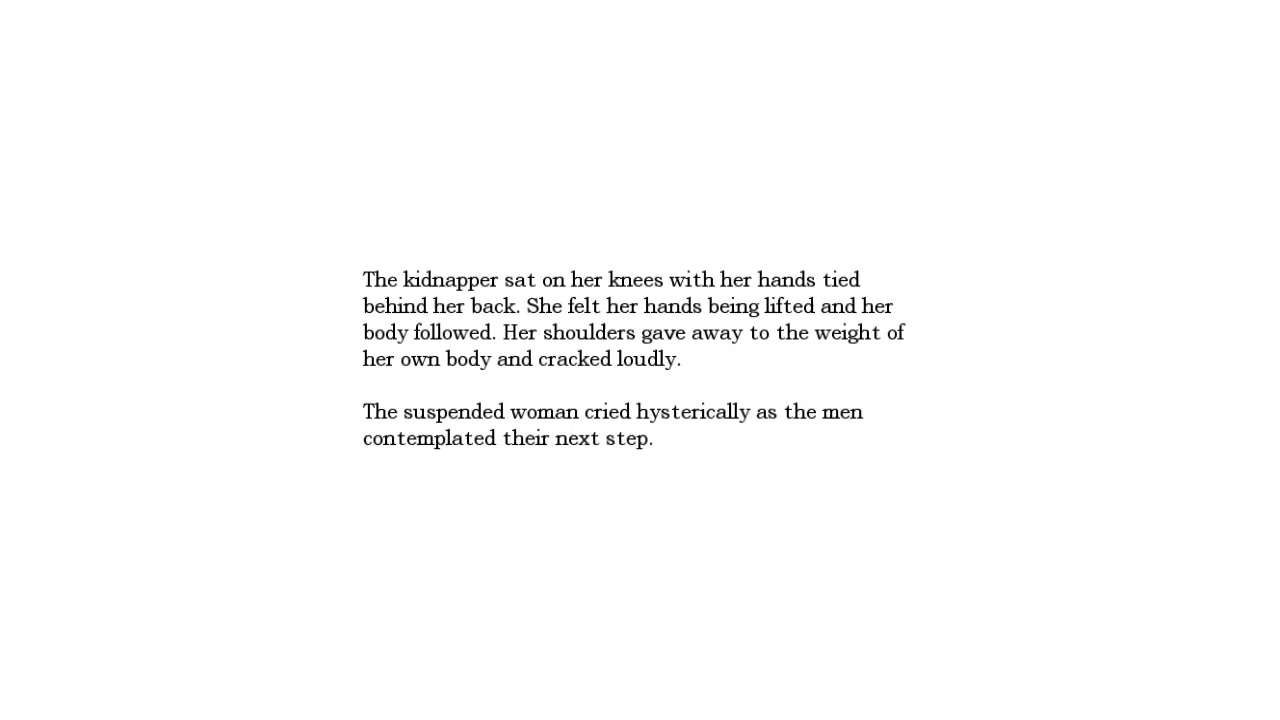 The kidnapper sat on her knees with her hands tied
behind her back. She felt her hands being lifted and her
body followed. Her shoulders gave away to the weight of
her own body and cracked loudly.
The suspended woman cried hysterically as the men
contemplated their next step.